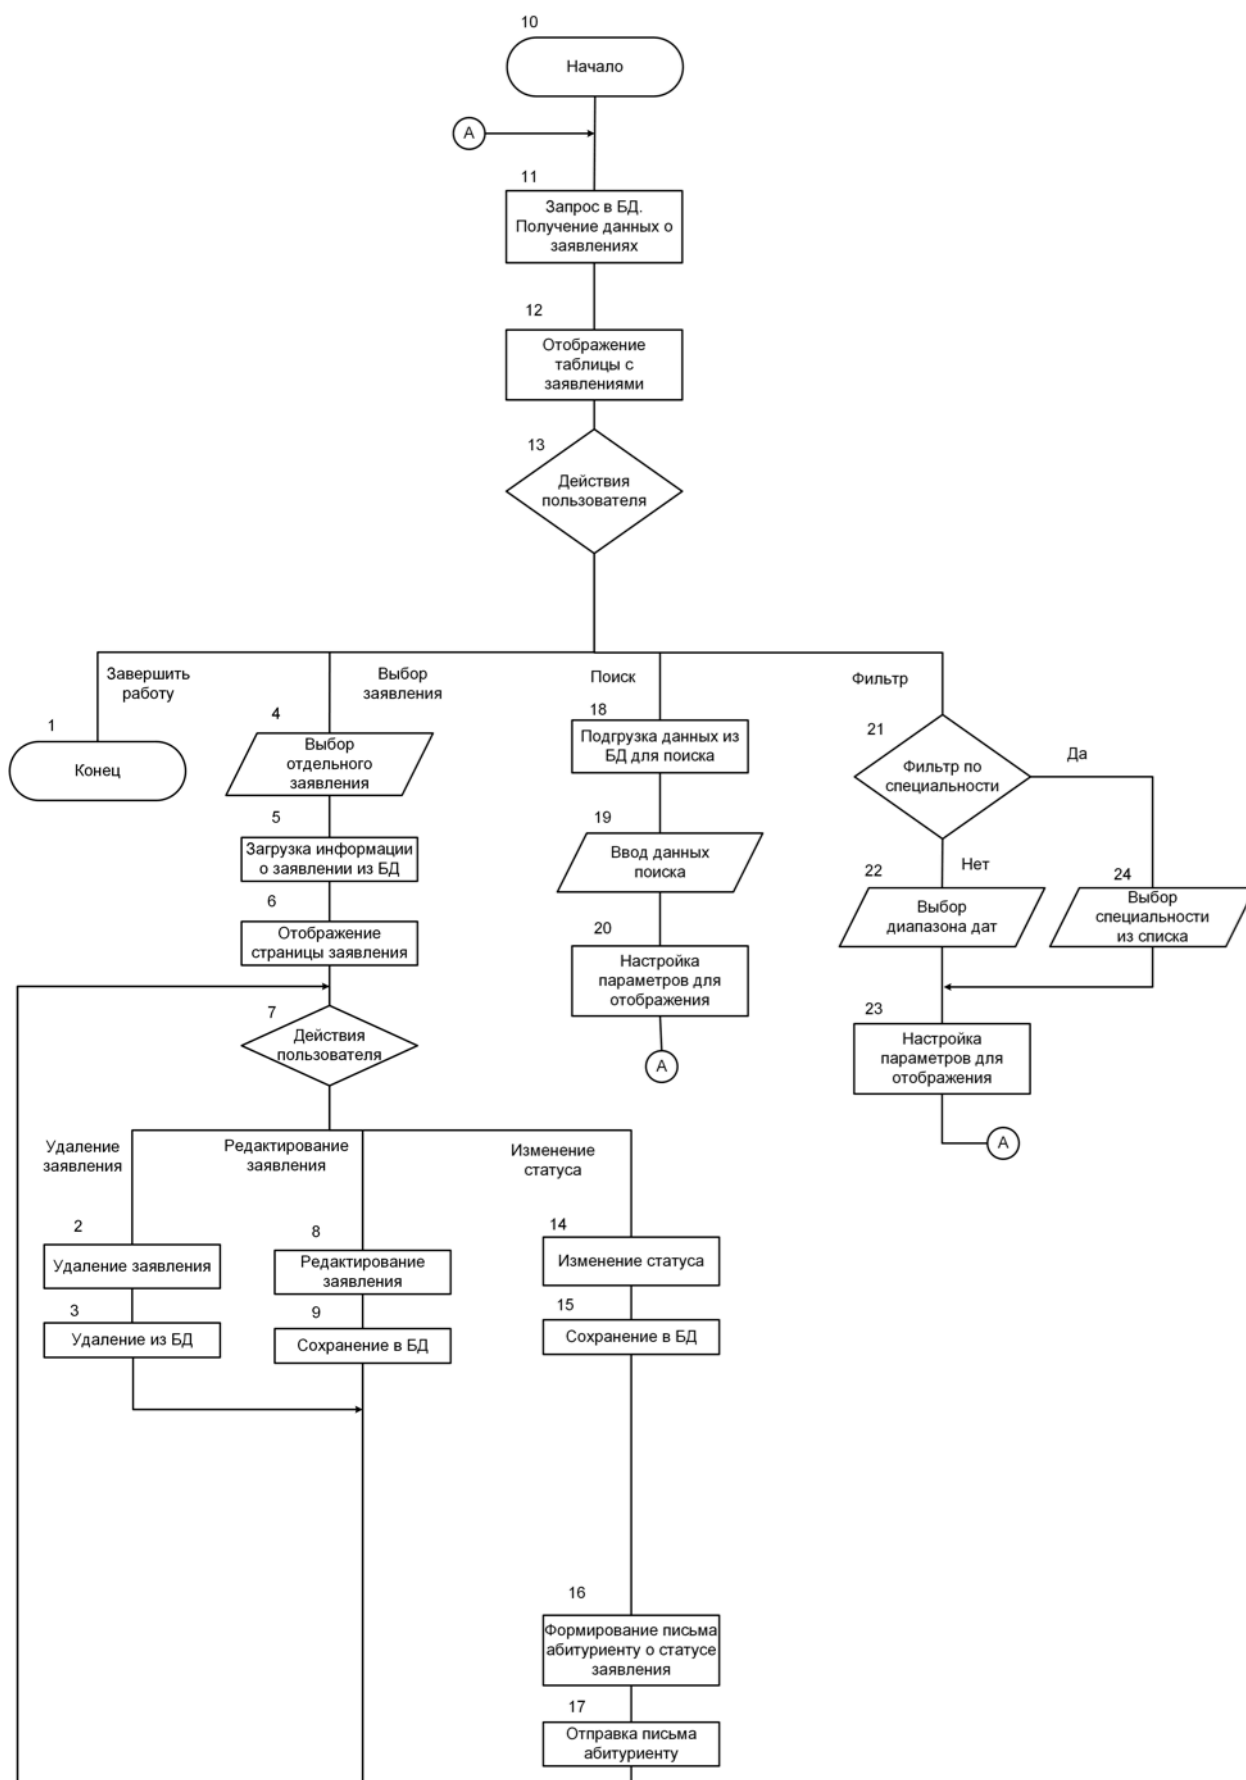 10
Начало
А
11
Запрос в БД.
Получение данных о
заявлениях
12
Отображение
таблицы с
заявлениями
13
Действия
пользователя
Завершить
работу
Выбор
заявления
Поиск
Фильтр
1
Конец
4
Выбор
отдельного
заявления
18
Подгрузка данных из
БД для поиска
21
Фильтр по
специальности
Да
5
Загрузка информации
о заявлении из БД
19
Ввод данных
поиска
Нет
22
Выбор
диапазона дат
24
Выбор
специальности
из списка
6
Отображение
страницы заявления
20
Настройка
параметров для
отображения
А
23
Настройка
параметров для
отображения
А
7
Действия
пользователя
Удаление
заявления
Редактирование
заявления
Изменение
статуса
2
Удаление заявления
8
Редактирование
заявления
14
Изменение статуса
3
Удаление из БД
9
Сохранение в БД
15
Сохранение в БД
16
Формирование письма
абитуриенту о статусе
заявления
17
Отправка письма
абитуриенту